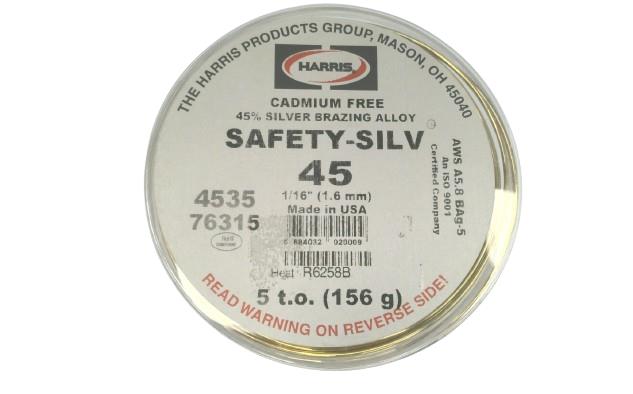 THE HARRIS PRODUCTS GROUP, MASON, OH 45040
HARRIS
CADMIUM FREE
45% SILVER BRAZING ALLOY
SAFETY-SILV
45
1/16" (1.6 mm)
Made in USA
4535
76315
AWS A5.8 BAg-5
An ISO 9001
Certified Company
RoHS
020009
Heat R6258B
5 t.o. (156 g)
READ WARNING ON REVERSE SIDE!